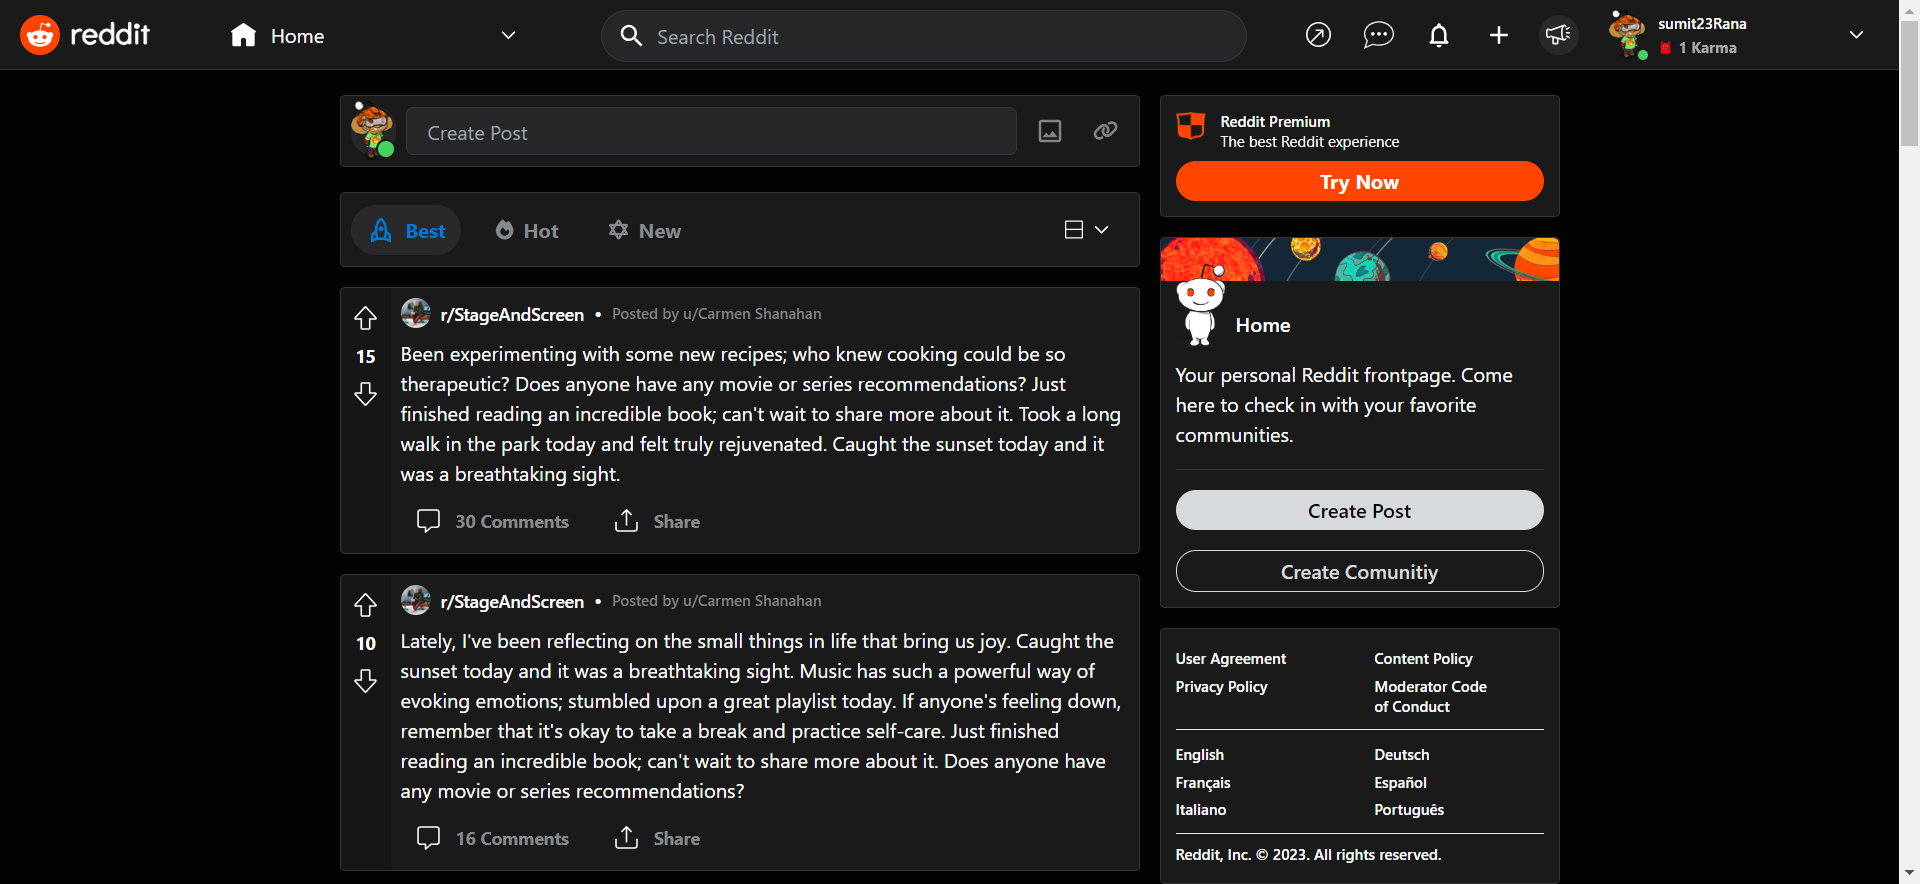 reddit
Home
Search Reddit
sumit23Rana
1 Karma
Create Post
Best
Hot
New
r/StageAndScreen • Posted by u/Carmen Shanahan
15
Been experimenting with some new recipes; who knew cooking could be so
therapeutic? Does anyone have any movie or series recommendations? Just
finished reading an incredible book; can't wait to share more about it. Took a long
walk in the park today and felt truly rejuvenated. Caught the sunset today and it
was a breathtaking sight.
30 Comments
Share
r/StageAndScreen • Posted by u/Carmen Shanahan
10
Lately, I've been reflecting on the small things in life that bring us joy. Caught the
sunset today and it was a breathtaking sight. Music has such a powerful way of
evoking emotions; stumbled upon a great playlist today. If anyone's feeling down,
remember that it's okay to take a break and practice self-care. Just finished
reading an incredible book; can't wait to share more about it. Does anyone have
any movie or series recommendations?
16 Comments
Share
Reddit Premium
The best Reddit experience
Try Now
Home
Your personal Reddit frontpage. Come
here to check in with your favorite
communities.
Create Post
Create Comunitiy
User Agreement
Privacy Policy
Content Policy
Moderator Code
of Conduct
English
Français
Italiano
Deutsch
Español
Português
Reddit, Inc. © 2023. All rights reserved.